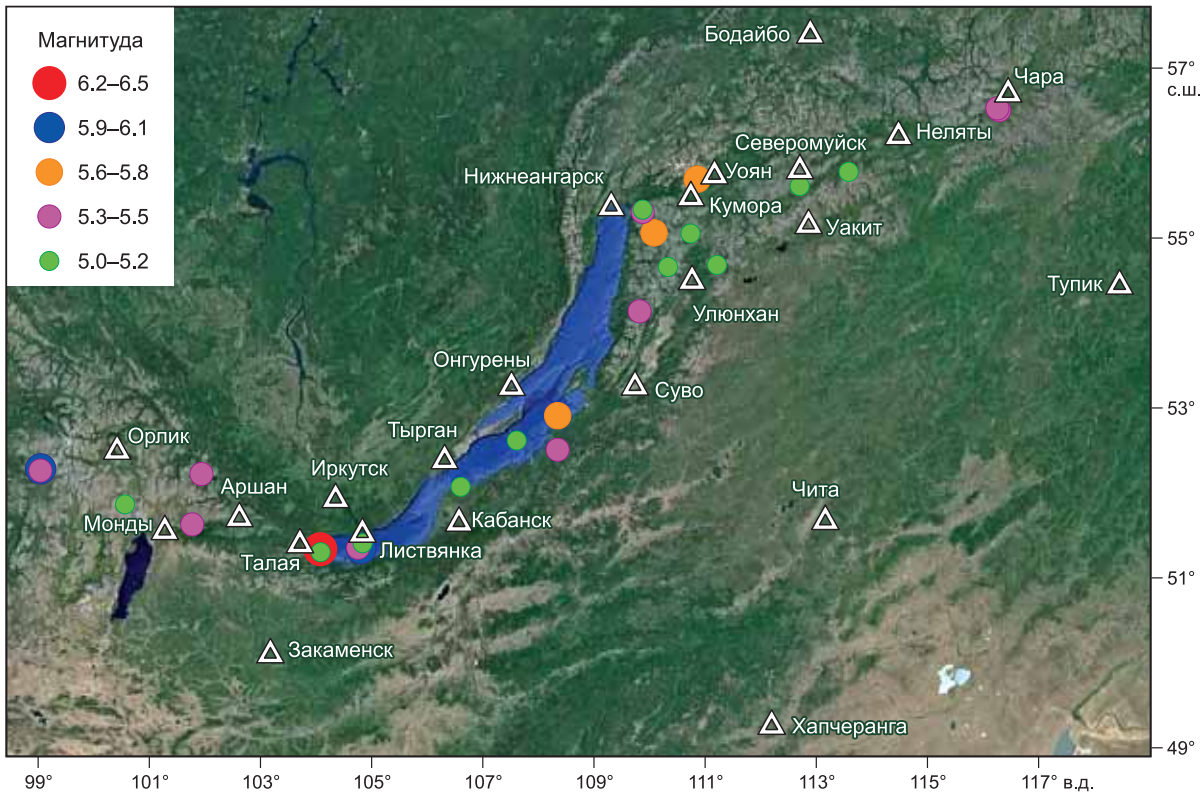 Магнитуда
6.2–6.5
5.9–6.1
5.6–5.8
5.3–5.5
5.0–5.2
Бодайбо
Чара
Неляты
Северомуйск
Уоян
Нижнеангарск
Кумора
Уакит
Тупик
Улюнхан
Онгурены
Суво
Тырган
Орлик
Иркутск
Аршан
Чита
Монды
Кабанск
Листвянка
Талая
Закаменск
Хапчеранга
57°
с.ш.
55°
53°
51°
49°
99° 101° 103° 105° 107° 109° 111° 113° 115° 117° в.д.